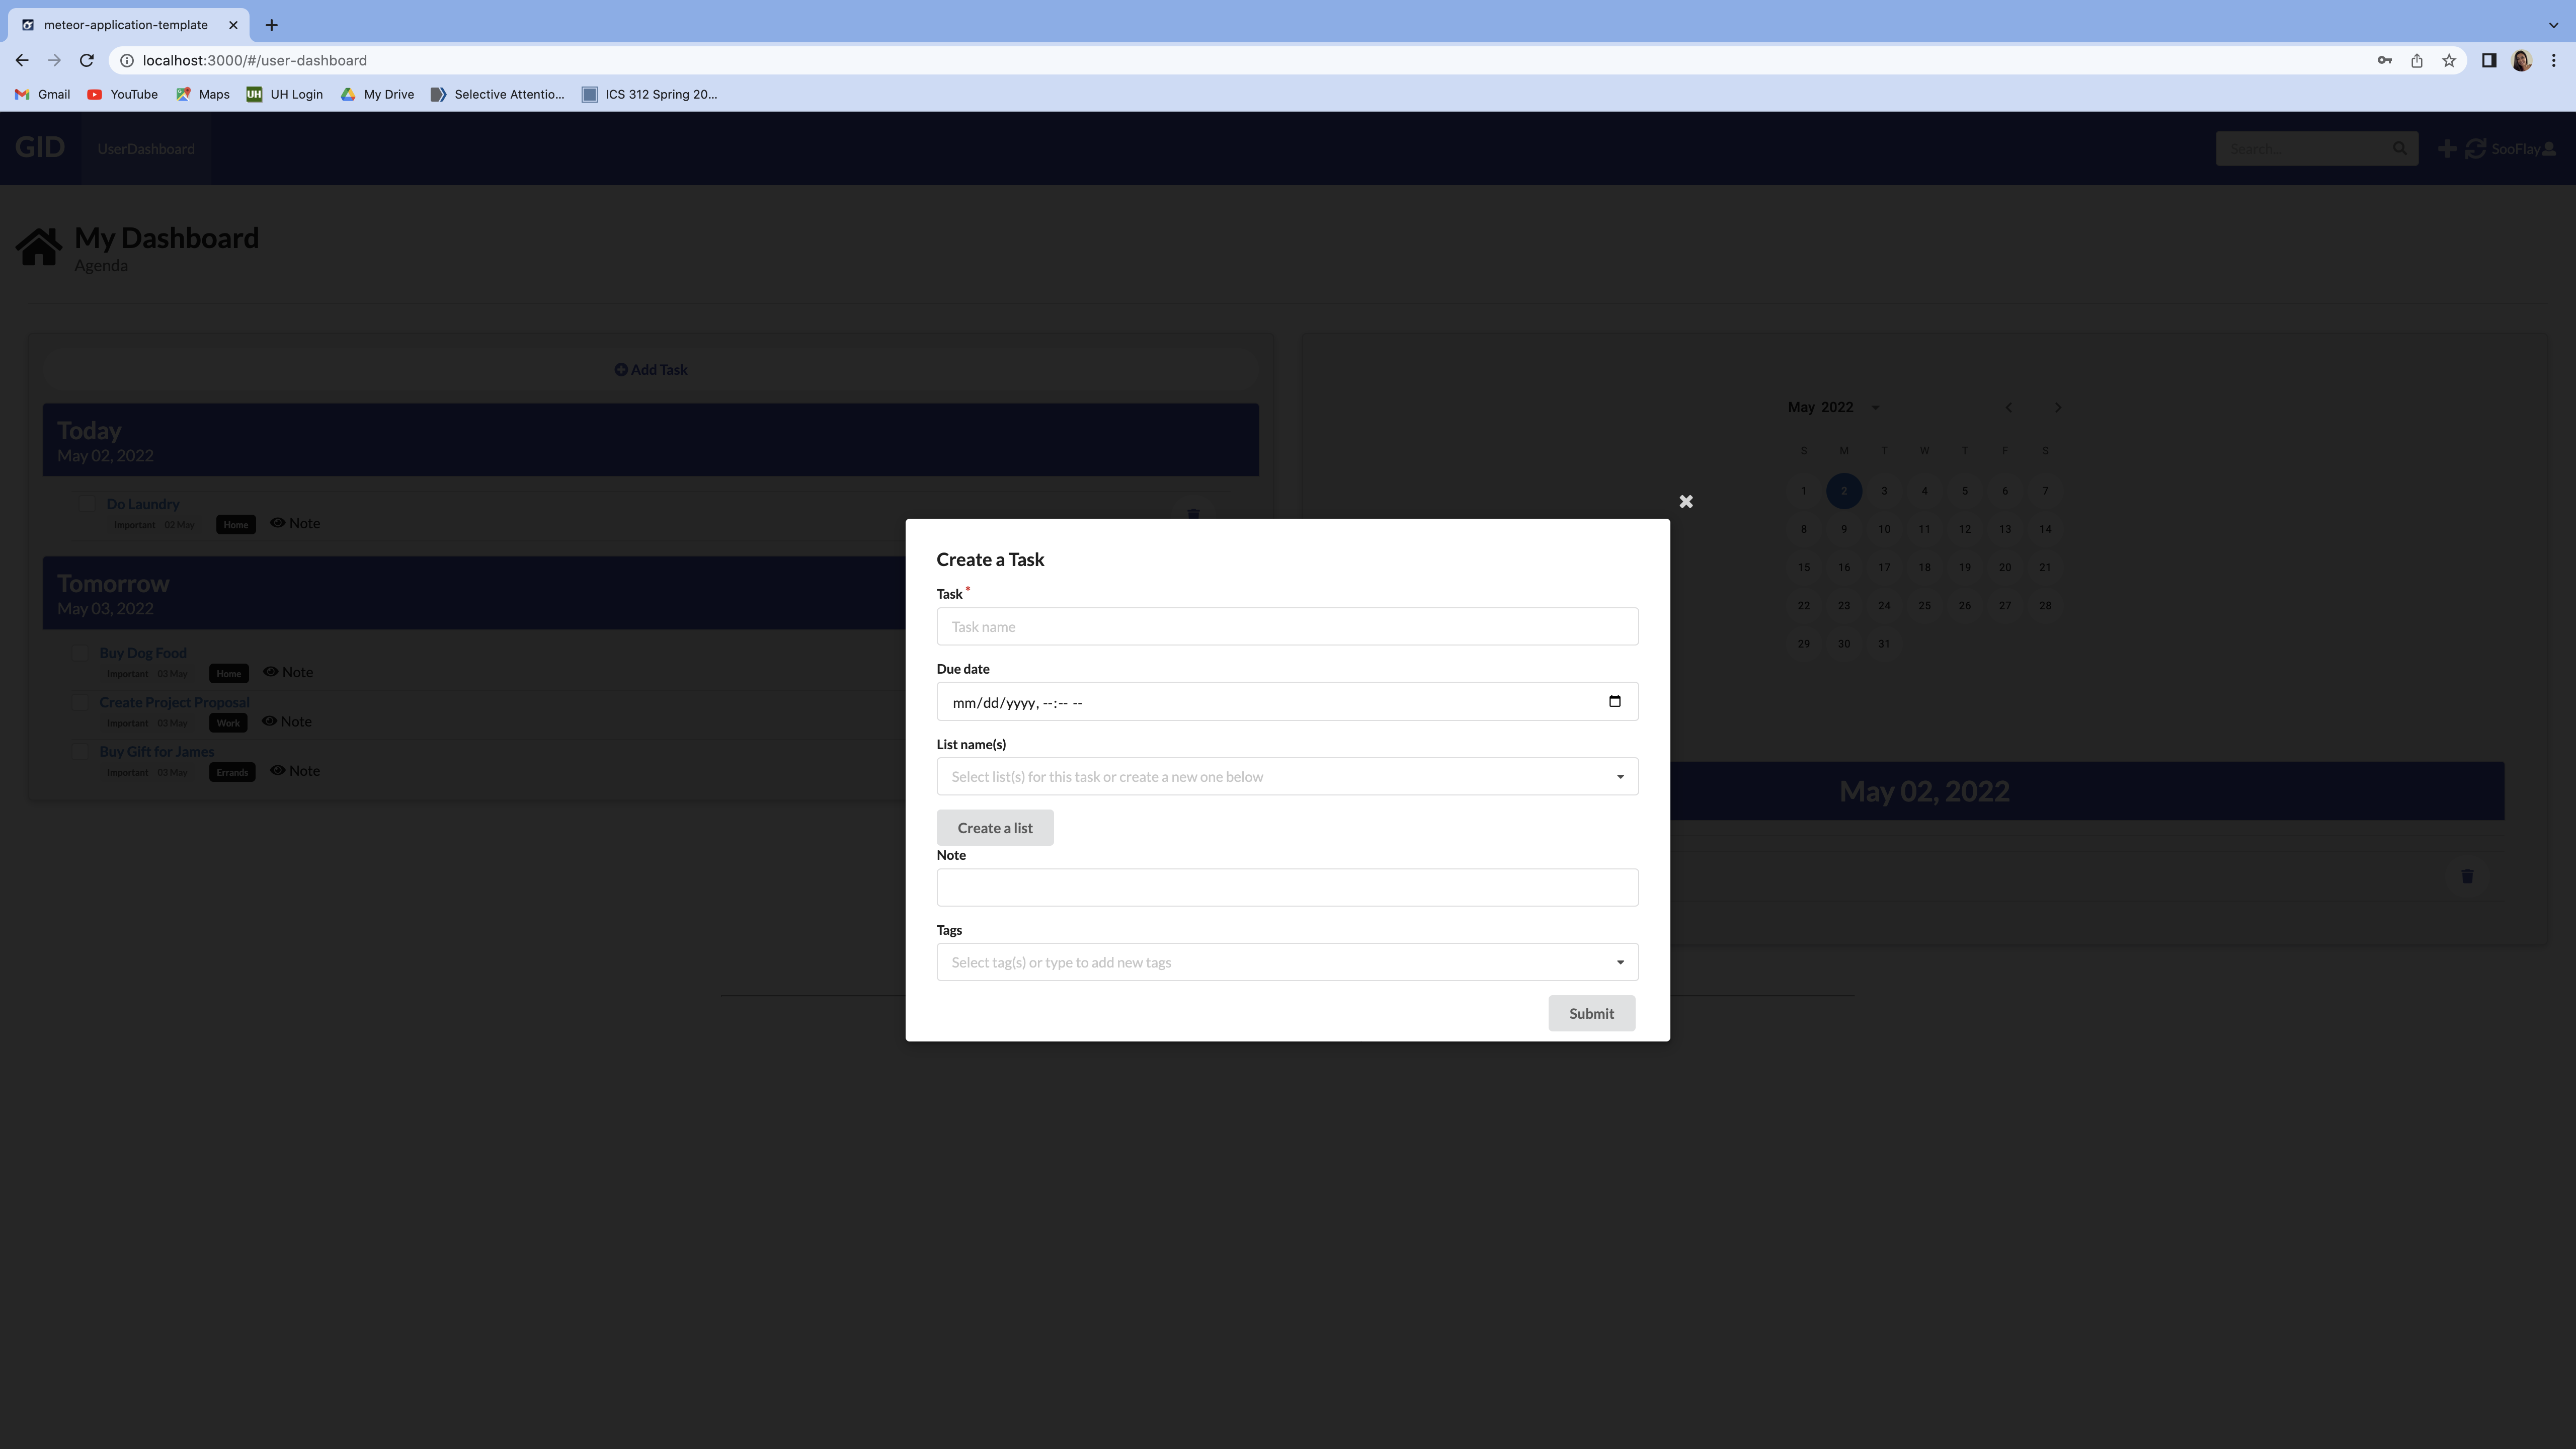 meteor-application-template
localhost:3000/#/user-dashboard
Gmail YouTube Maps UH UH Login My Drive Selective Attentio... ICS 312 Spring 20...
GID UserDashboard Search... SooFlay
My Dashboard
Agenda
Add Task
Today
May 02, 2022
Do Laundry
Important 02 May Home Note
Tomorrow
May 03, 2022
Buy Dog Food
Important 03 May Home Note
Create Project Proposal
Important 03 May Work Note
Buy Gift for James
Important 03 May Errands Note
May 2022
S M T W T F S
1 2 3 4 5 6 7
8 9 10 11 12 13 14
15 16 17 18 19 20 21
22 23 24 25 26 27 28
29 30 31
May 02, 2022
Create a Task
Task *
Task name
Due date
mm/dd/yyyy, --:-- --
List name(s)
Select list(s) for this task or create a new one below
Create a list
Note
Tags
Select tag(s) or type to add new tags
Submit